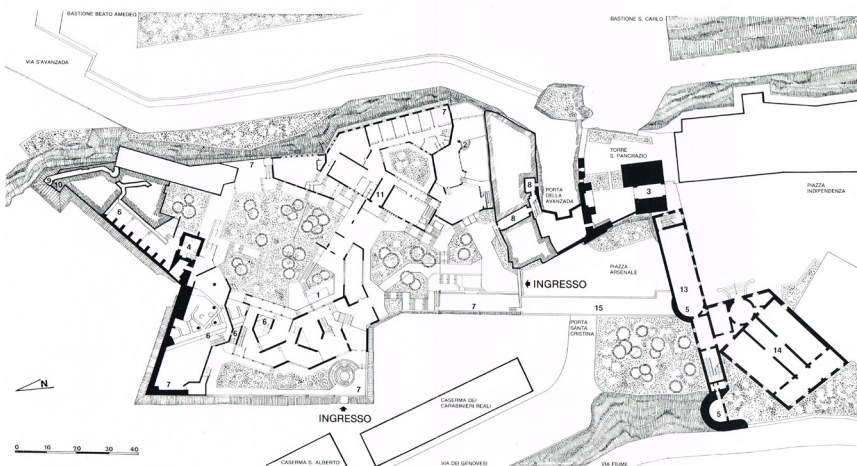 BASTIONE BEATO AMEDEO
BASTIONE S. CARLO
VIA S'AVANZADA
7
2
TORRE
S. PANCRAZIO
7
11
10
8
PORTA
DELLA
AVANZADA
3
PIAZZA
INDIPENDENZA
6
8
4
PIAZZA
ARSENALE
INGRESSO
13
1
7
15
5
6
5
6
PORTA
SANTA
CRISTINA
14
N
7
7
INGRESSO
CASERMA DEI
CARABINIERI REALI
5
0 10 20 30 40
CASERMA S. ALBERTO
VIA DEI GENOVESI
VIA FIUME